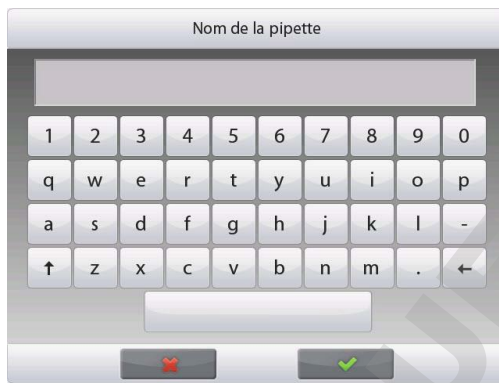 Nom de la pipette
1 2 3 4 5 6 7 8 9 0
q w e r t y u i o p
a s d f g h j k l -
↑ z x c v b n m . ←